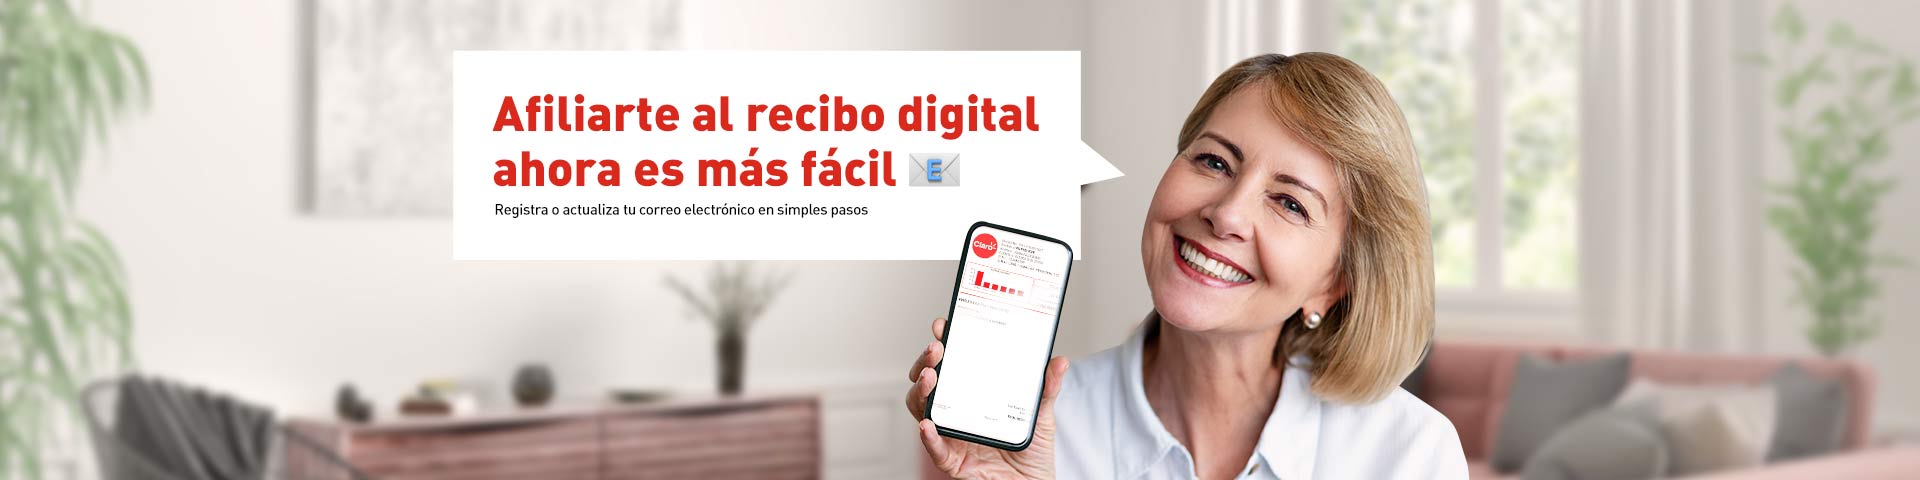 Afiliarte al recibo digital
ahora es más fácil
E
Registra o actualiza tu correo electrónico en simples pasos
Claro